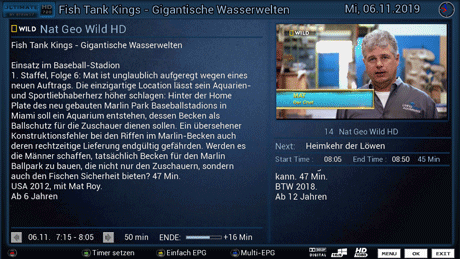 ULTIMATE HD
Fish Tank Kings - Gigantische Wasserwelten
Mi, 06.11.2019
WILD Nat Geo Wild HD
Fish Tank Kings - Gigantische Wasserwelten
Einsatz im Baseball-Stadion
1. Staffel, Folge 6: Mat ist unglaublich aufgeregt wegen eines
neuen Auftrags. Die einzigartige Location lässt sein Aquarien-
und Sportliebhaberherz höher schlagen: Hinter der Home
Plate des neu gebauten Marlin Park Baseballstadions in
Miami soll ein Aquarium entstehen, dessen Becken als
Ballschutz für die Zuschauer dienen sollen. Ein übersehener
Konstruktionsfehler bei den Riffen im Marlin-Becken auch
deren rechtzeitige Lieferung endgültig gefährden. Werden es
die Männer schaffen, tatsächlich Becken für den Marlin
Ballpark zu bauen, die nicht nur den Zuschauern, sondern
auch den Fischen Sicherheit bieten? 47 Min.
USA 2012, mit Mat Roy.
Ab 6 Jahren
WILD
14 Nat Geo Wild HD
Next: Heimkehr der Löwen
Start Time : 08:05 End Time : 08:50 45 Min
kann. 47 Min.
BTW 2018.
Ab 12 Jahren
06.11. 7:15 - 8:05 50 min ENDE: +16 Min
Timer setzen Einfach EPG Multi-EPG
DOLBY DIGITAL 16:9 HD MENU OK EXIT